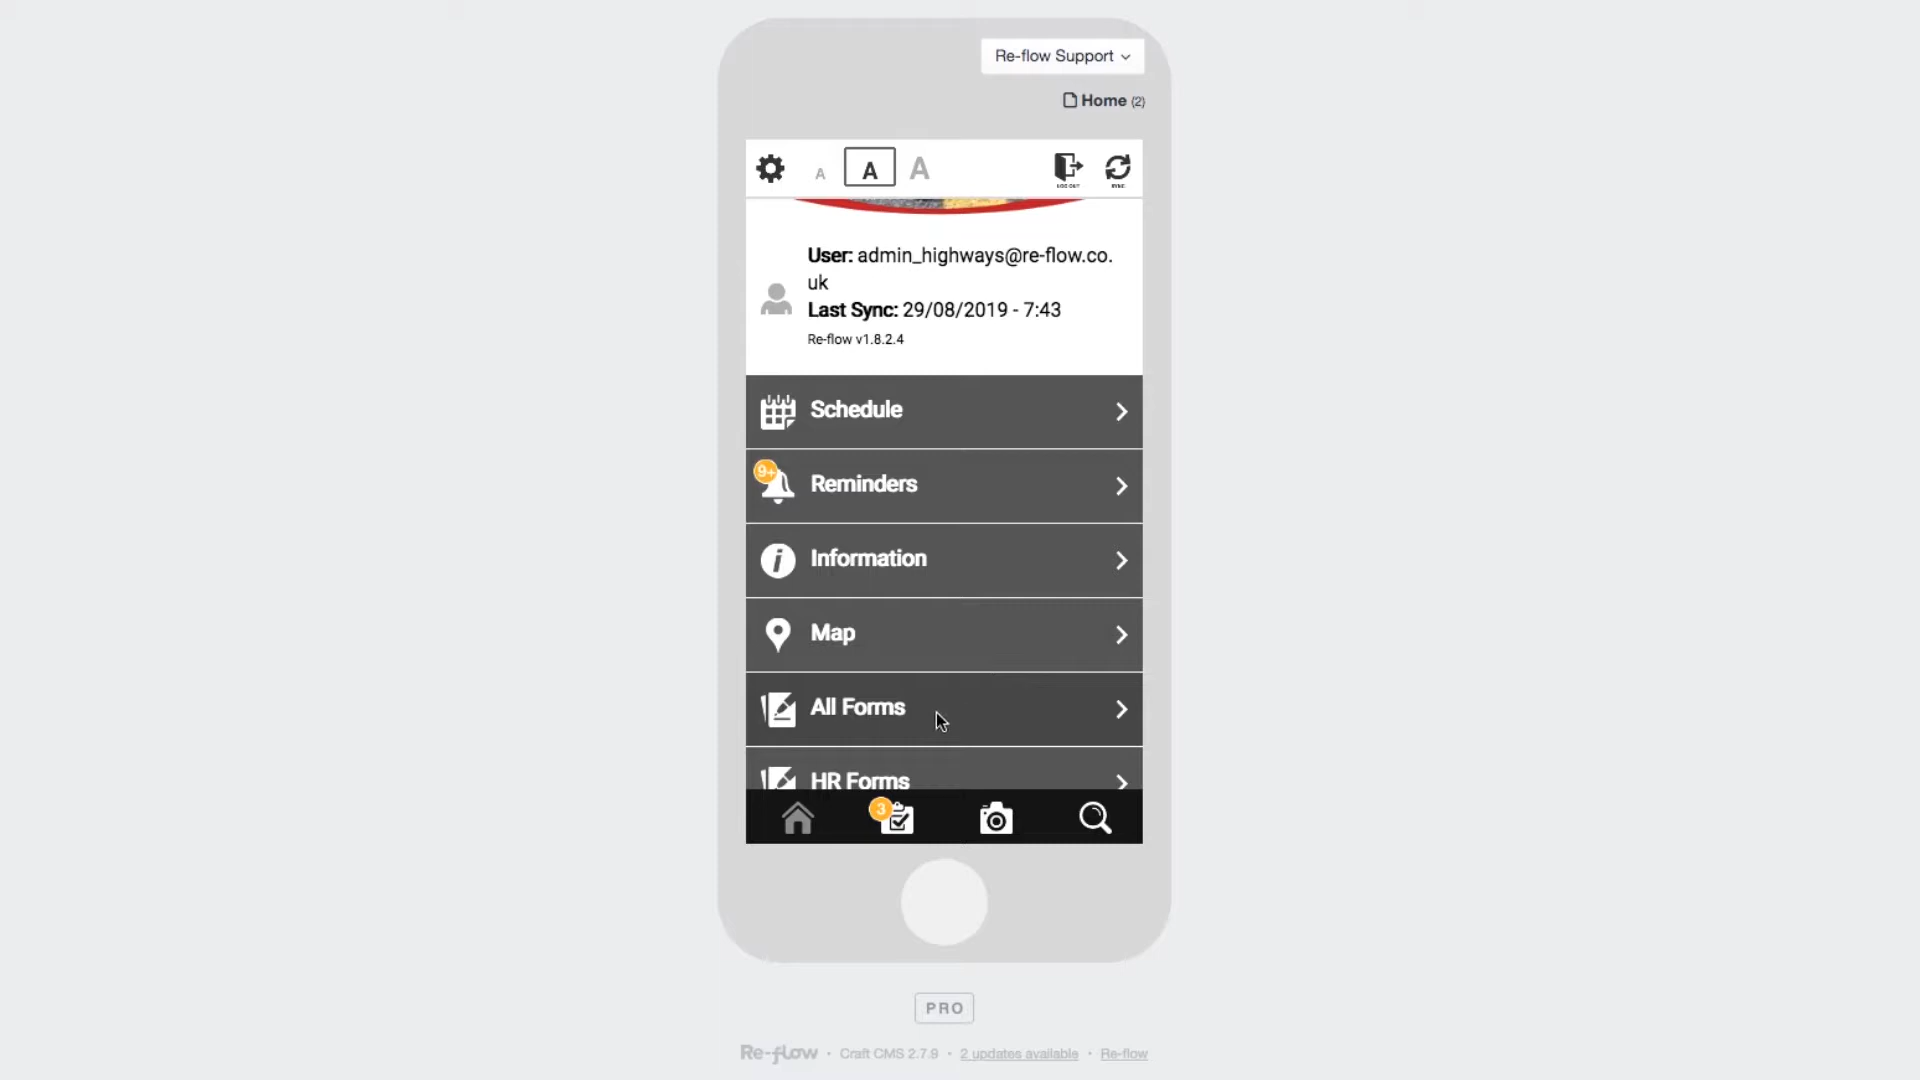 Re-flow Support
Home (2)
A A A
LOG OUT
SYNC
User: admin_highways@re-flow.co.
uk
Last Sync: 29/08/2019 - 7:43
Re-flow v1.8.2.4
Schedule
9+
Reminders
i
Information
Map
All Forms
HR Forms
3
PRO
Re-flow • Craft CMS 2.7.9 • 2 updates available • Re-flow